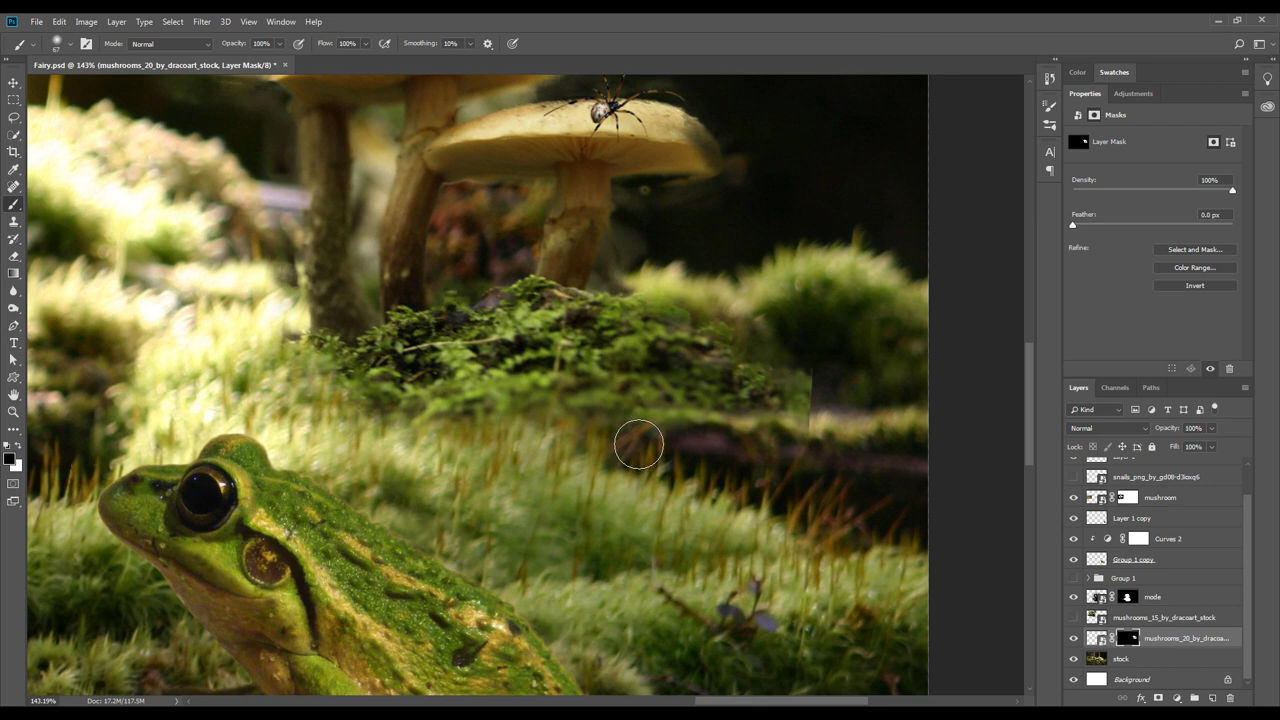 Ps File Edit Image Layer Type Select Filter 3D View Window Help
67 Mode: Normal Opacity: 100% Flow: 100% Smoothing: 10%
Fairy.psd @ 143% (mushrooms_20_by_dracoart_stock, Layer Mask/8) * ×
Color Swatches
Properties Adjustments
Masks
Layer Mask
Density: 100%
Feather: 0.0 px
Refine: Select and Mask...
Color Range...
Invert
Layers Channels Paths
Kind
Normal Opacity: 100%
Lock: Fill: 100%
snails_png_by_gd08-d3ioxq6
mushroom
Layer 1 copy
Curves 2
Group 1 copy
Group 1
mode
mushrooms_15_by_dracoart_stock
mushrooms_20_by_dracoa...
stock
Background
143.19% Doc: 17.2M/117.5M